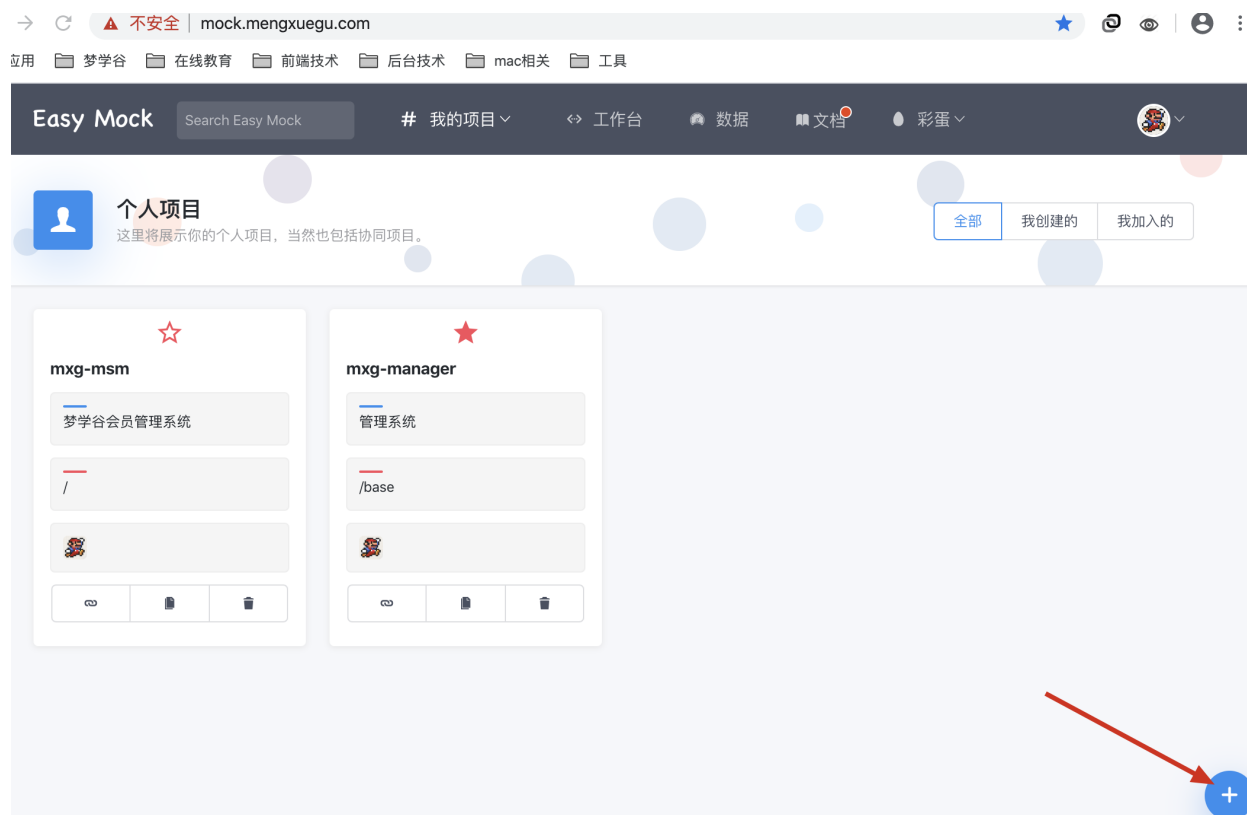 不安全 mock.mengxuegu.com
应用 梦学谷 在线教育 前端技术 后台技术 mac相关 工具
Easy Mock Search Easy Mock # 我的项目 工作台 数据 文档 彩蛋
个人项目
这里将展示你的个人项目，当然也包括协同项目。
全部 我创建的 我加入的
mxg-msm
梦学谷会员管理系统
/
mxg-manager
管理系统
/base